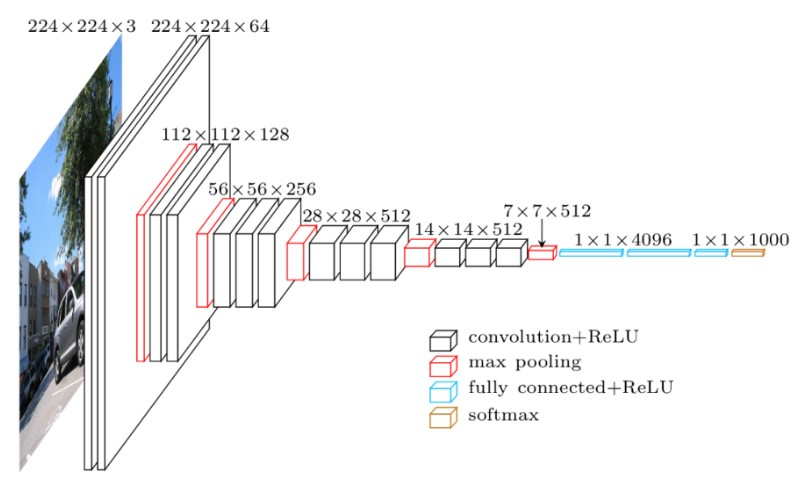 224×224×3
224×224×64
112×112×128
56×56×256
28×28×512
14×14×512
7×7×512
1×1×4096
1×1×1000
convolution+ReLU
max pooling
fully connected+ReLU
softmax